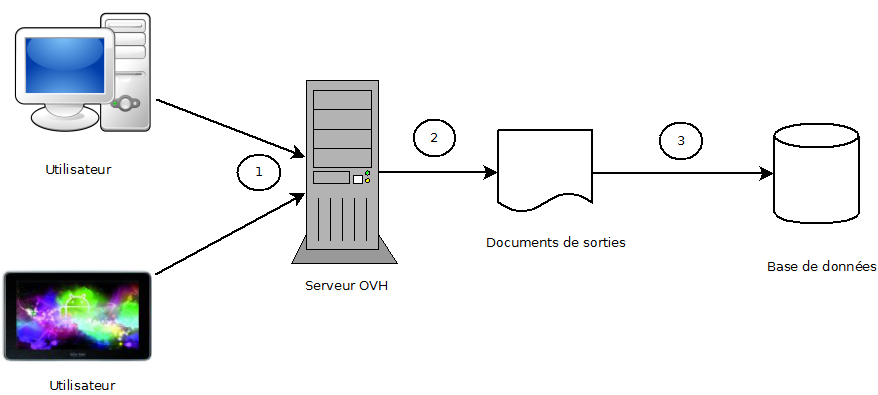 Utilisateur
1
2
3
Serveur OVH
Documents de sorties
Base de données
Utilisateur